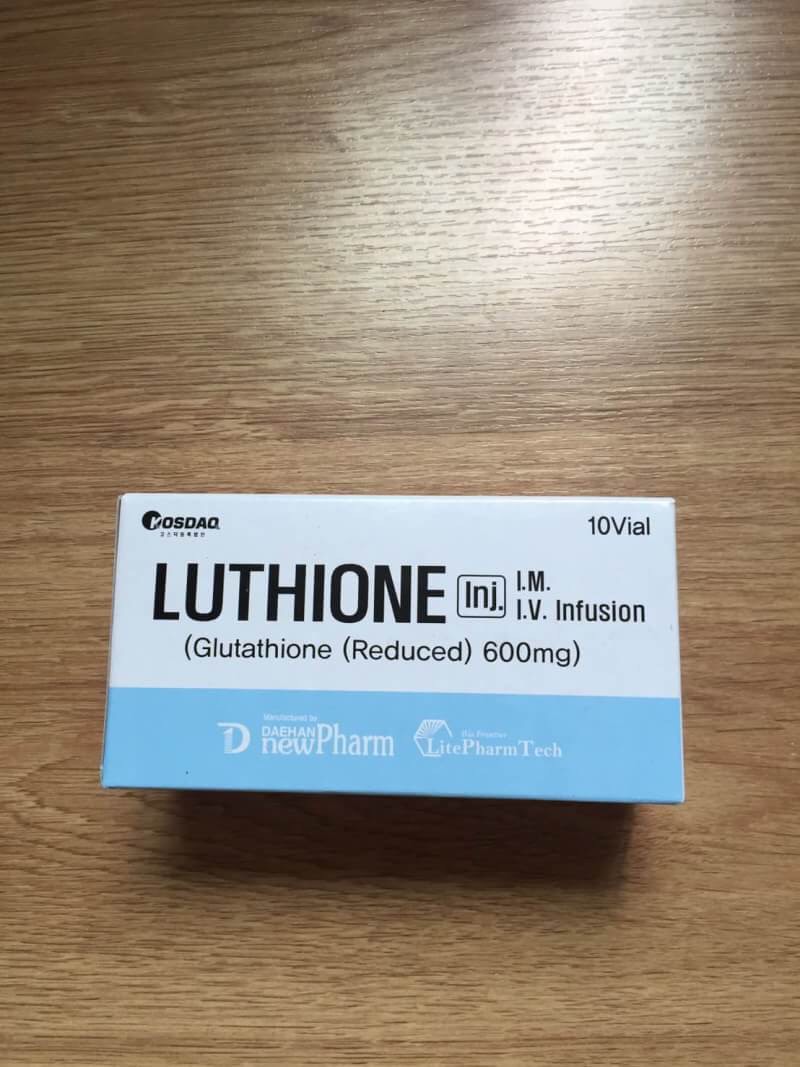 KOSDAQ
10Vial
LUTHIONE Inj. I.M.
I.V. Infusion
(Glutathione (Reduced) 600mg)
Manufactured by
DAEHAN
newPharm
LitePharmTech